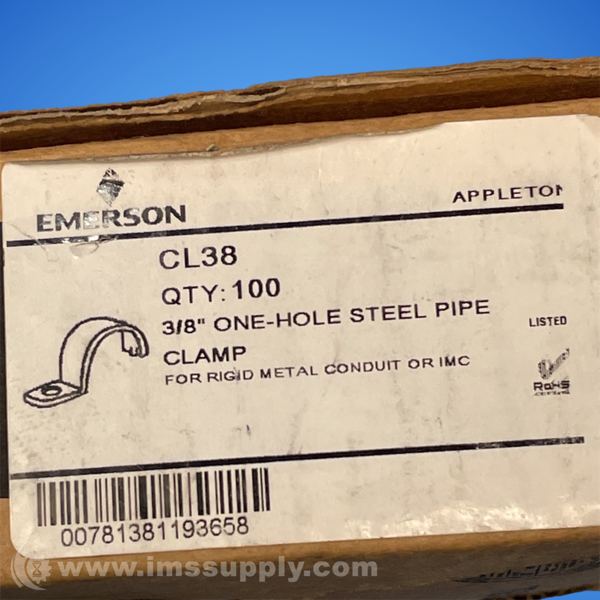 EMERSON
APPLETON
CL38
QTY: 100
3/8" ONE-HOLE STEEL PIPE
CLAMP
FOR RIGID METAL CONDUIT OR IMC
LISTED
RoHS
00781381193658
www.imssupply.com